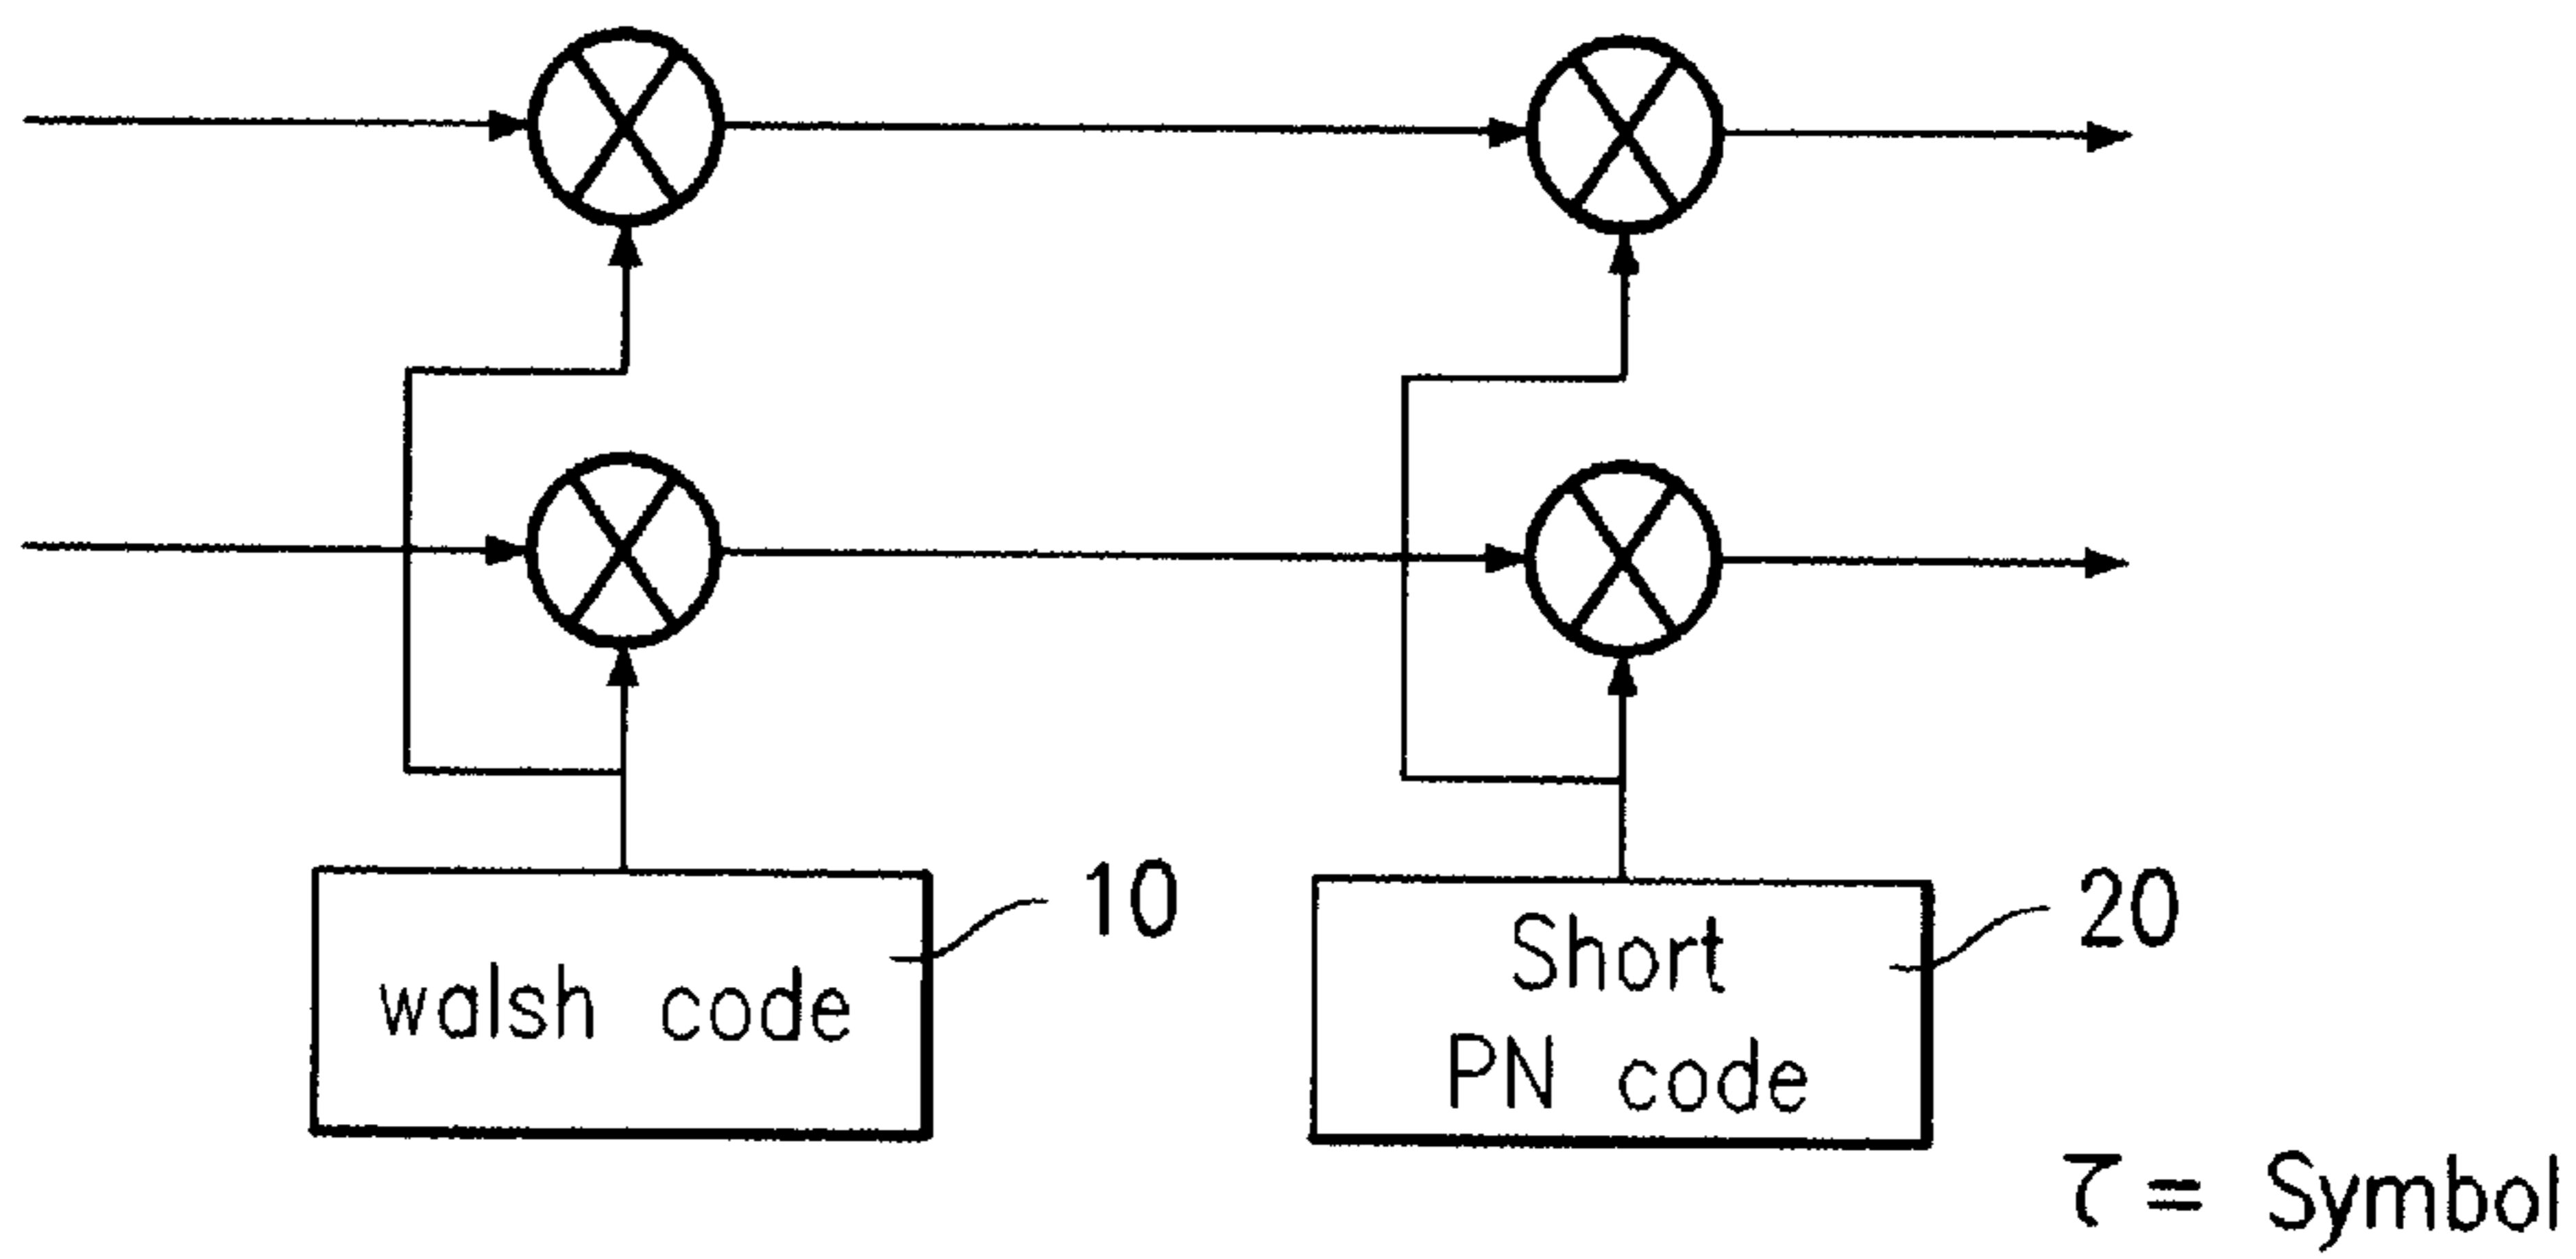 10
walsh code
20
Short
PN code
τ = Symbol